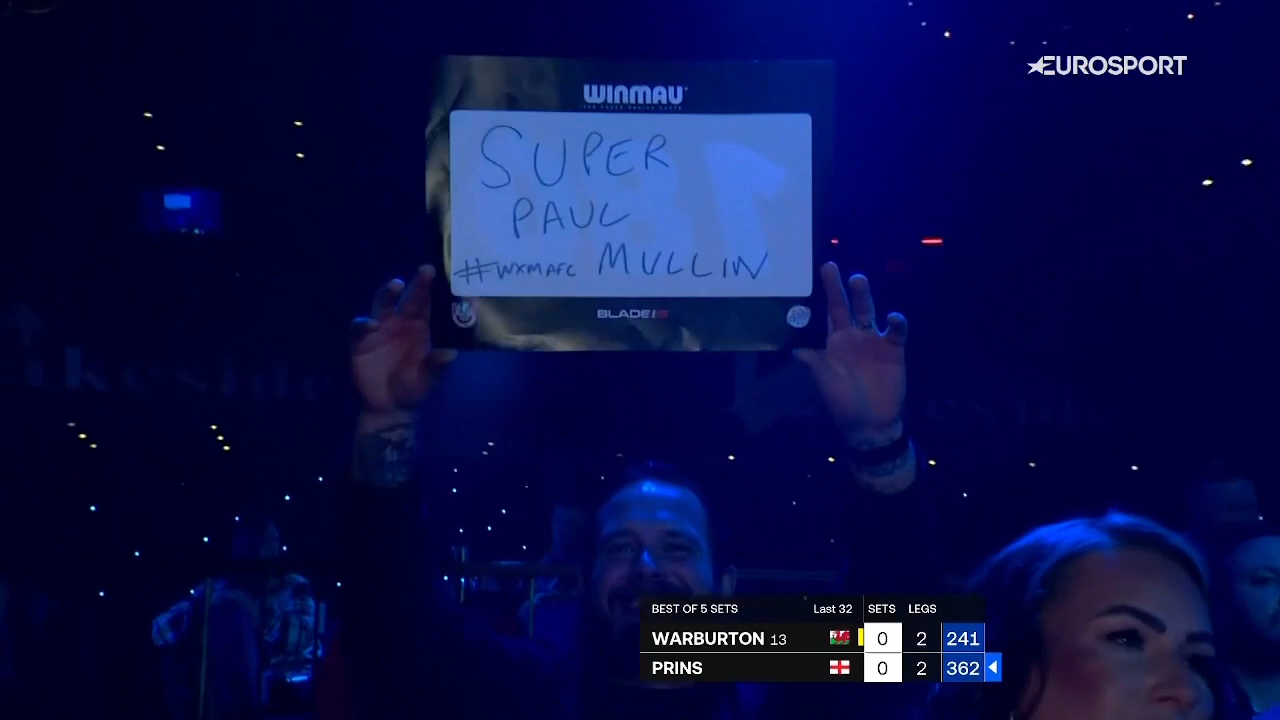 EUROSPORT
WINMAU
SUPER
PAUL
#WXMAFC MULLIN
BLADE 6
BEST OF 5 SETS Last 32 SETS LEGS
WARBURTON 13 0 2 241
PRINS 0 2 362